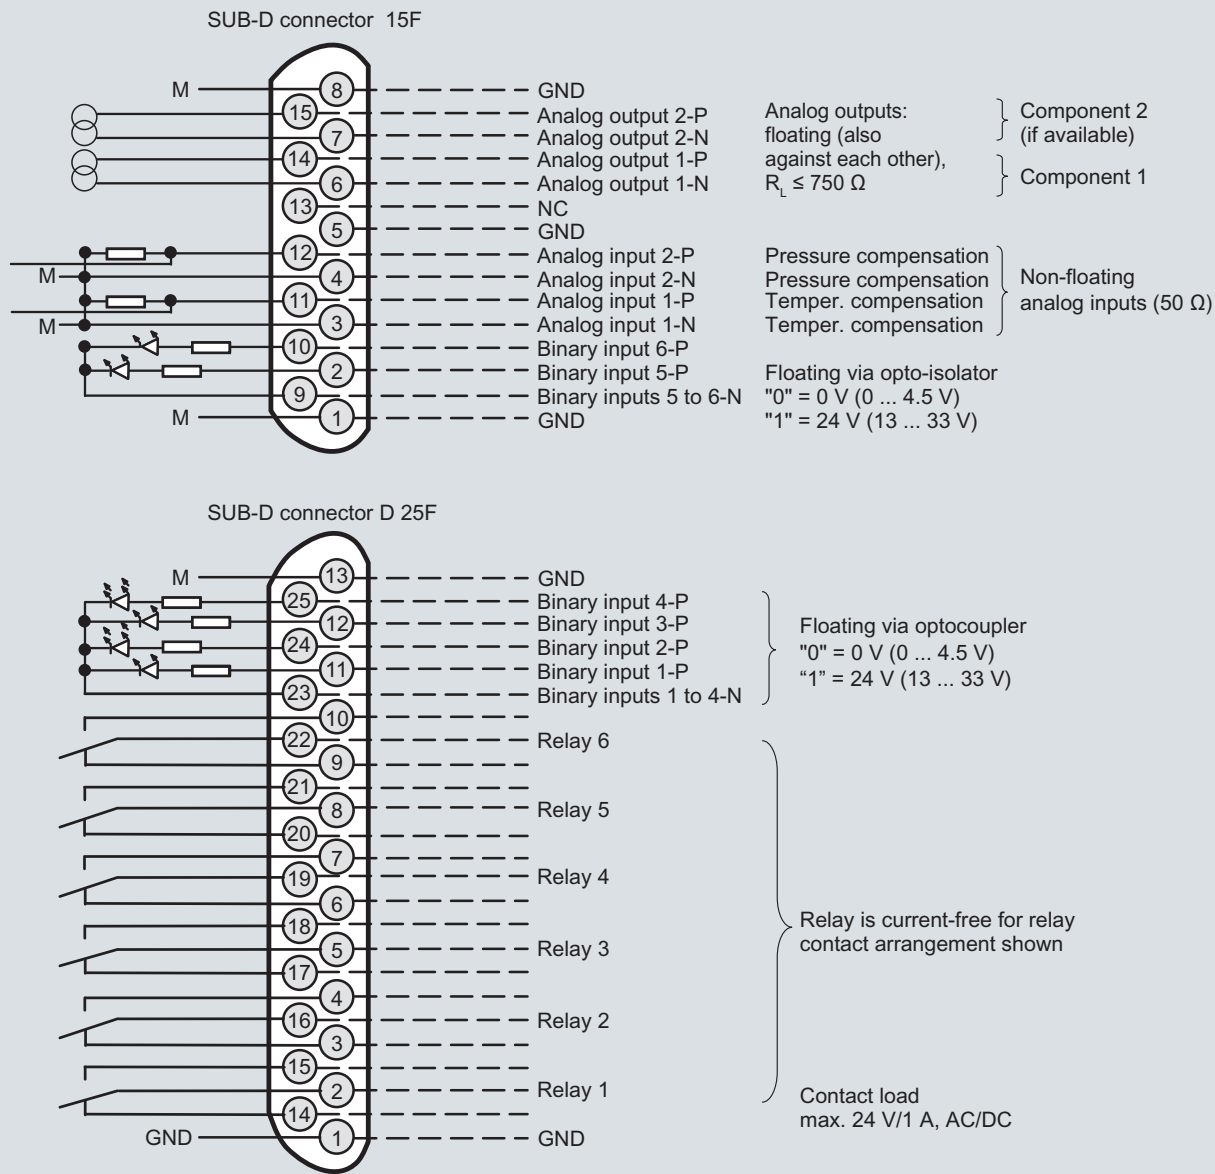 SUB-D connector 15F
M
8
GND
15
Analog output 2-P
7
Analog output 2-N
14
Analog output 1-P
6
Analog output 1-N
13
NC
5
GND
Analog outputs:
floating (also
against each other),
R_L ≤ 750 Ω
Component 2
(if available)
Component 1
12
Analog input 2-P
Pressure compensation
M
4
Analog input 2-N
Pressure compensation
11
Analog input 1-P
Temper. compensation
M
3
Analog input 1-N
Temper. compensation
Non-floating
analog inputs (50 Ω)
10
Binary input 6-P
2
Binary input 5-P
9
Binary inputs 5 to 6-N
M
1
GND
Floating via opto-isolator
"0" = 0 V (0 ... 4.5 V)
"1" = 24 V (13 ... 33 V)
SUB-D connector D 25F
M
13
GND
25
Binary input 4-P
12
Binary input 3-P
24
Binary input 2-P
11
Binary input 1-P
23
Binary inputs 1 to 4-N
Floating via optocoupler
"0" = 0 V (0 ... 4.5 V)
“1” = 24 V (13 ... 33 V)
10
22
Relay 6
9
21
8
Relay 5
20
7
19
Relay 4
6
18
5
Relay 3
17
4
16
Relay 2
3
15
2
Relay 1
14
GND
1
GND
Relay is current-free for relay
contact arrangement shown
Contact load
max. 24 V/1 A, AC/DC